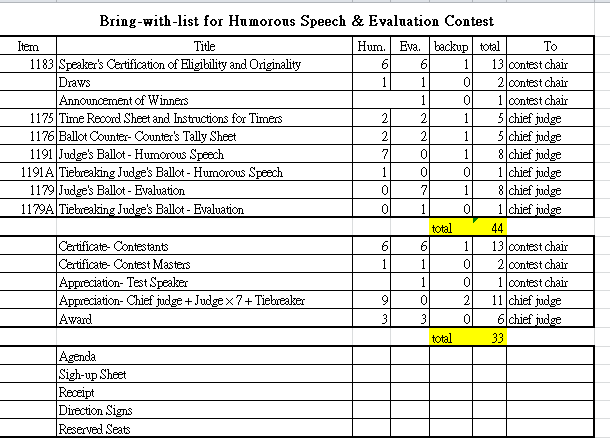 Bring-with-list for Humorous Speech & Evaluation Contest
Item Title Hum. Eva. backup total To
1183 Speaker's Certification of Eligibility and Originality 6 6 1 13 contest chair
Draws 1 1 0 2 contest chair
Announcement of Winners 1 0 1 contest chair
1175 Time Record Sheet and Instructions for Timers 2 2 1 5 chief judge
1176 Ballot Counter- Counter's Tally Sheet 2 2 1 5 chief judge
1191 Judge's Ballot - Humorous Speech 7 0 1 8 chief judge
1191A Tiebreaking Judge's Ballot - Humorous Speech 1 0 0 1 chief judge
1179 Judge's Ballot - Evaluation 0 7 1 8 chief judge
1179A Tiebreaking Judge's Ballot - Evaluation 0 1 0 1 chief judge
total 44
Certificate- Contestants 6 6 1 13 contest chair
Certificate- Contest Masters 1 1 0 2 contest chair
Appreciation- Test Speaker 1 0 1 contest chair
Appreciation- Chief judge + Judge×7 + Tiebreaker 9 0 2 11 chief judge
Award 3 3 0 6 chief judge
total 33
Agenda
Sigh-up Sheet
Receipt
Direction Signs
Reserved Seats